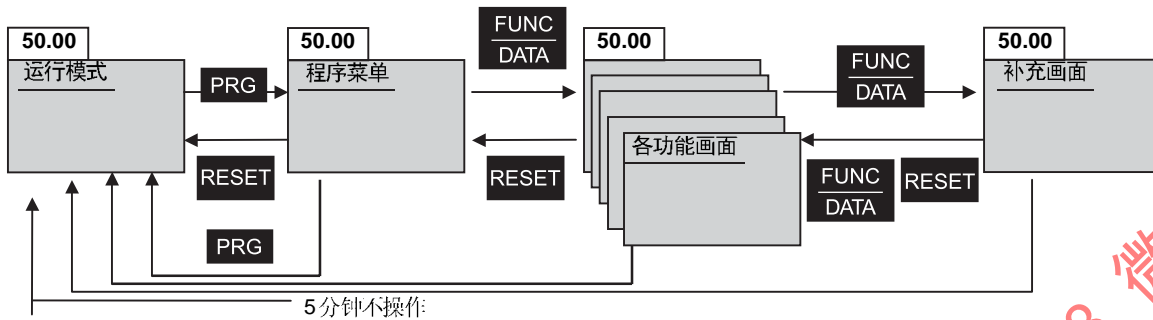 50.00
运行模式
PRG
RESET
50.00
程序菜单
FUNC
DATA
RESET
50.00
各功能画面
FUNC
DATA
FUNC
DATA
RESET
50.00
补充画面
PRG
5分钟不操作
微